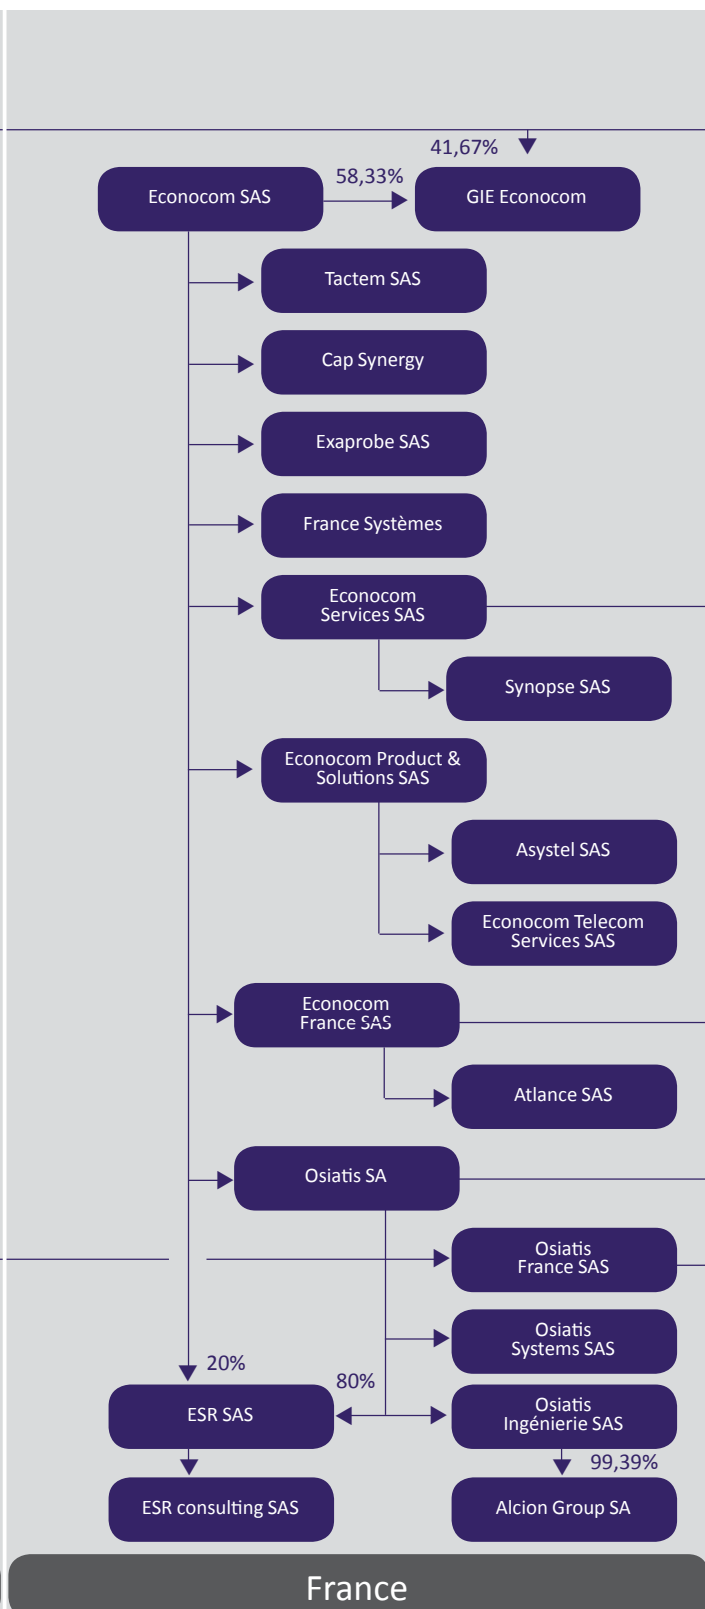 41,67%
58,33%
Econocom SAS
GIE Econocom
Tactem SAS
Cap Synergy
Exaprobe SAS
France Systèmes
Econocom
Services SAS
Synopse SAS
Econocom Product &
Solutions SAS
Asystel SAS
Econocom Telecom
Services SAS
Econocom
France SAS
Atlance SAS
Osiatis SA
Osiatis
France SAS
Osiatis
Systems SAS
20%
80%
ESR SAS
Osiatis
Ingénierie SAS
99,39%
ESR consulting SAS
Alcion Group SA
France